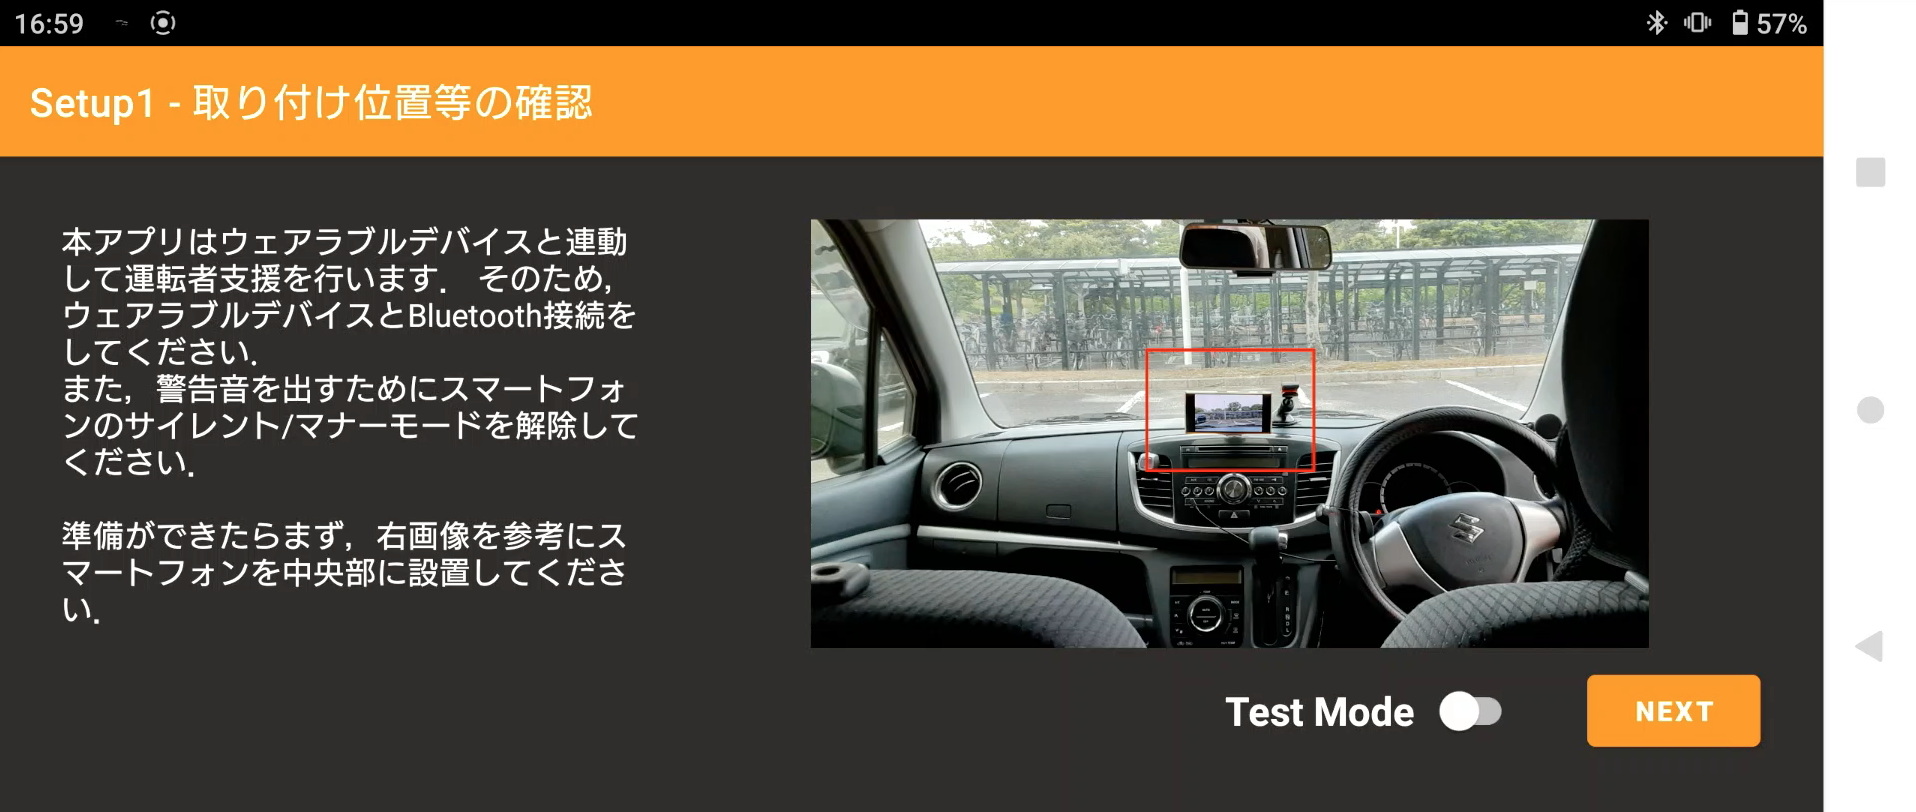 16:59
57%
Setup1 - 取り付け位置等の確認
本アプリはウェアラブルデバイスと連動
して運転者支援を行います． そのため，
ウェアラブルデバイスとBluetooth接続を
してください．
また，警告音を出すためにスマートフォ
ンのサイレント/マナーモードを解除して
ください．
準備ができたらまず，右画像を参考にス
マートフォンを中央部に設置してくださ
い．
Test Mode
NEXT